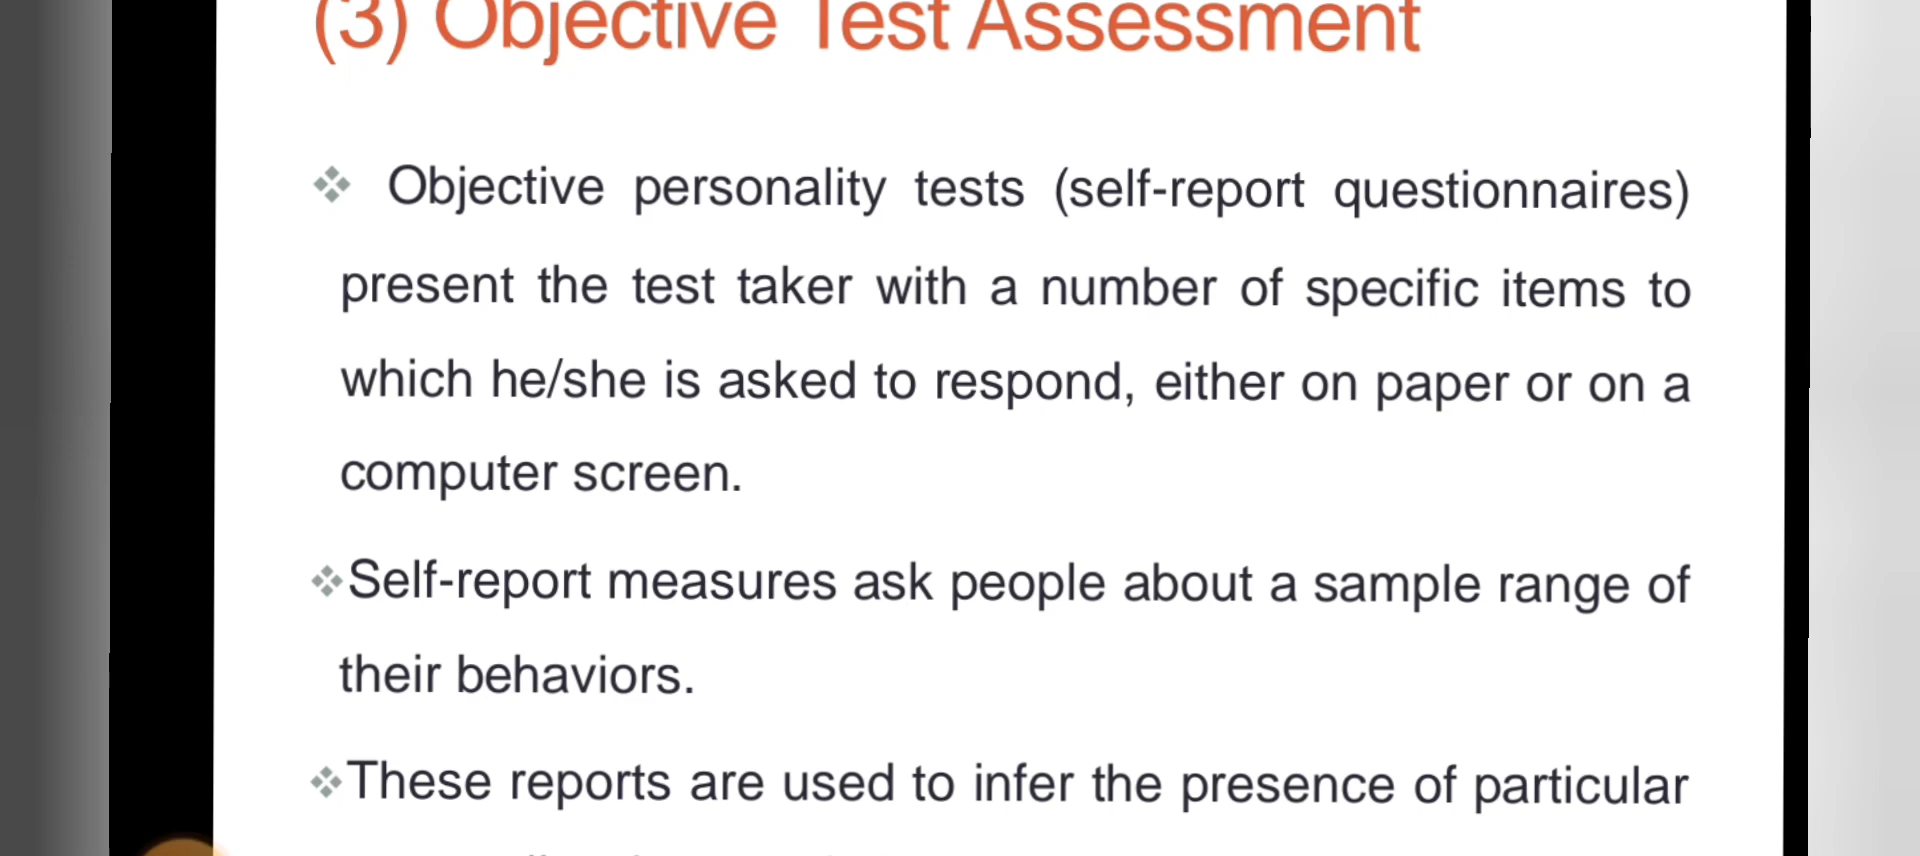 (3) Objective Test Assessment
❖ Objective personality tests (self-report questionnaires)
present the test taker with a number of specific items to
which he/she is asked to respond, either on paper or on a
computer screen.
❖Self-report measures ask people about a sample range of
their behaviors.
❖These reports are used to infer the presence of particular